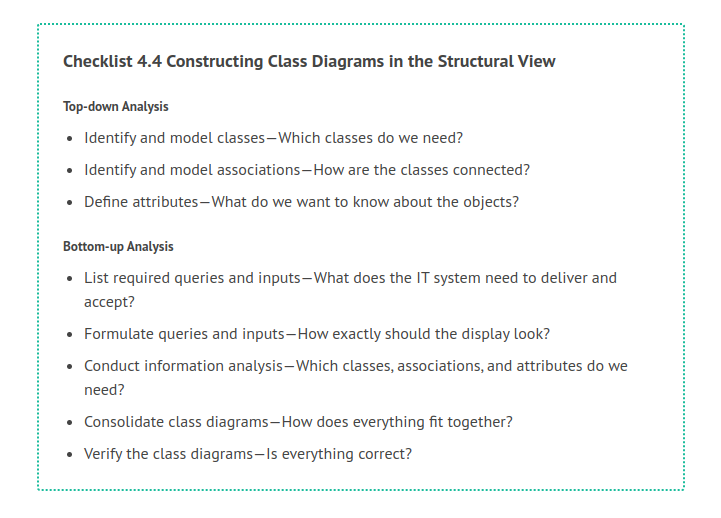 Checklist 4.4 Constructing Class Diagrams in the Structural View
Top-down Analysis
• Identify and model classes—Which classes do we need?
• Identify and model associations—How are the classes connected?
• Define attributes—What do we want to know about the objects?
Bottom-up Analysis
• List required queries and inputs—What does the IT system need to deliver and
accept?
• Formulate queries and inputs—How exactly should the display look?
• Conduct information analysis—Which classes, associations, and attributes do we
need?
• Consolidate class diagrams—How does everything fit together?
• Verify the class diagrams—Is everything correct?